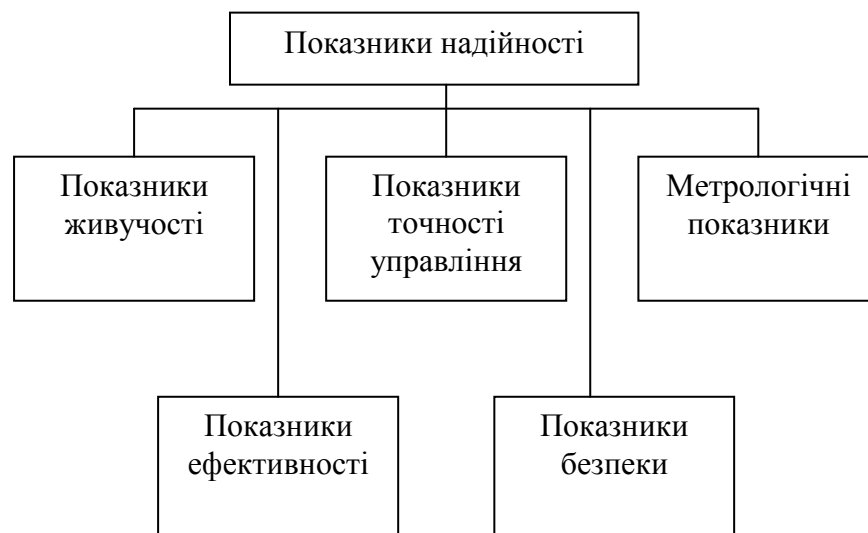 Показники надійності
Показники
живучості
Показники
точності
управління
Метрологічні
показники
Показники
ефективності
Показники
безпеки